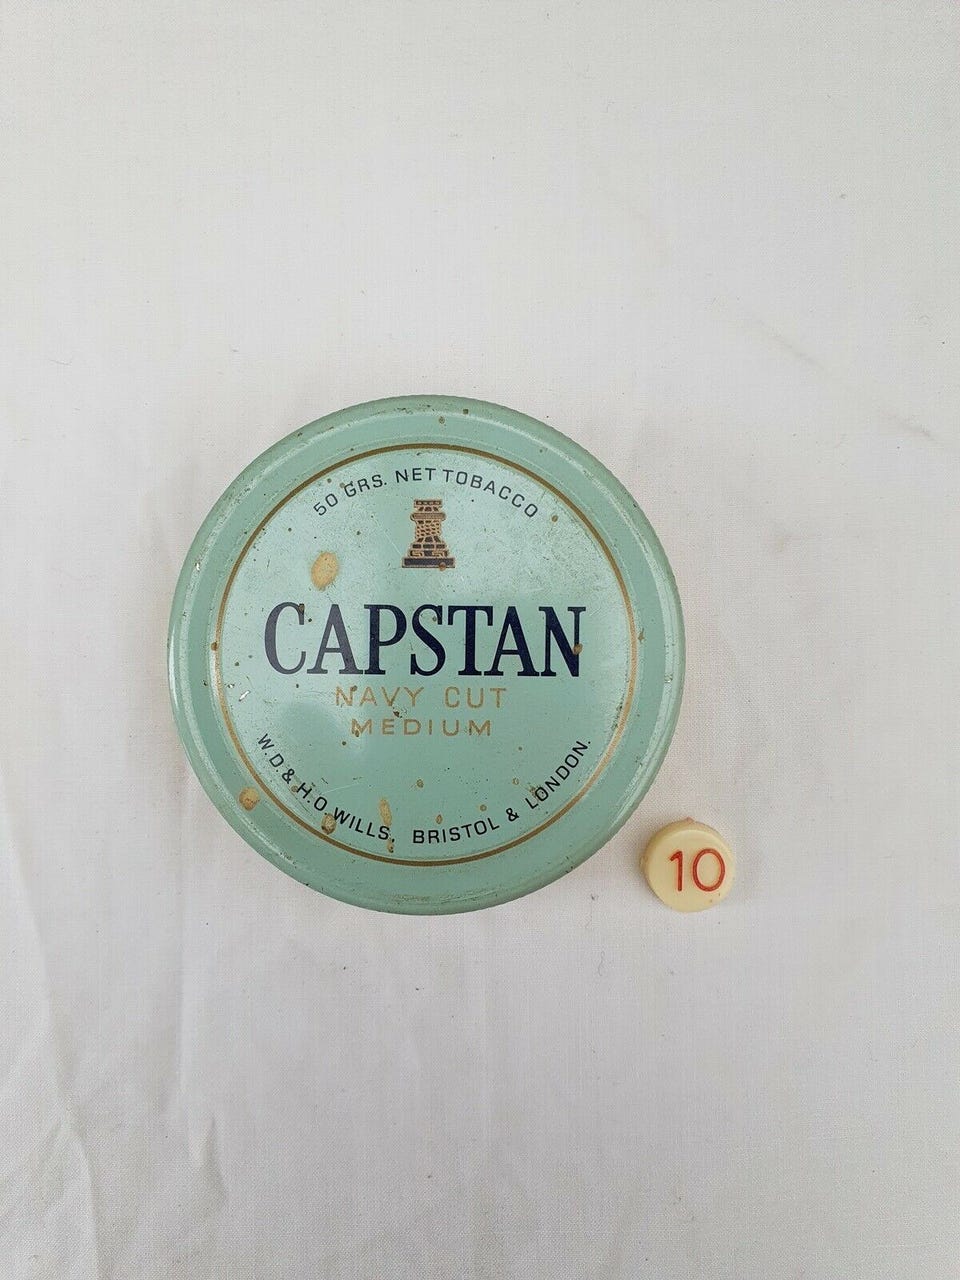 50 GRS. NET TOBACCO
CAPSTAN
NAVY CUT
MEDIUM
W.D. & H.O. WILLS, BRISTOL & LONDON.
10